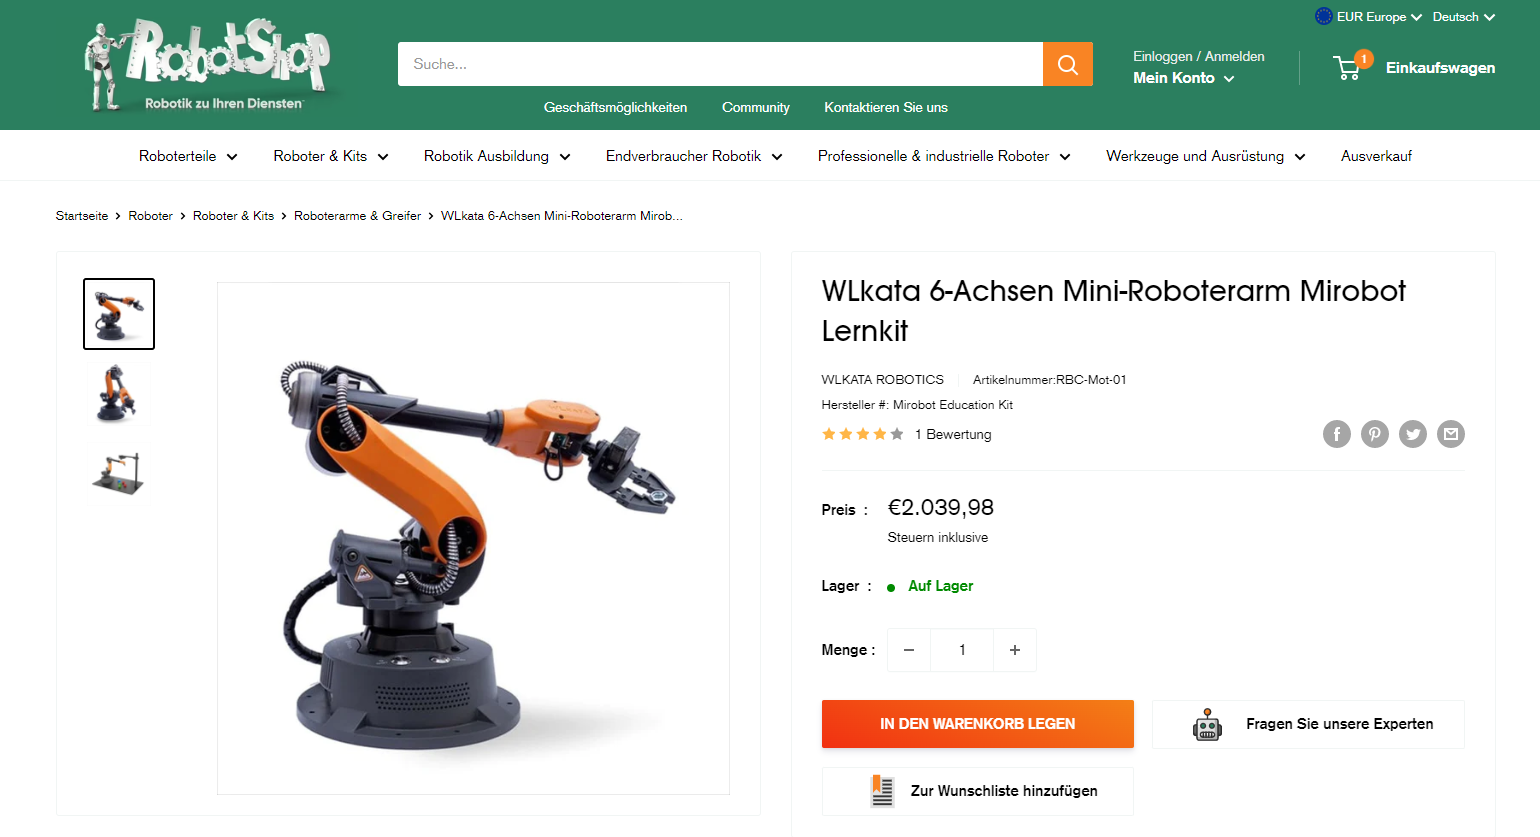 EUR Europe Deutsch
RobotShop
Robotik zu Ihren Diensten
Suche...
Einloggen / Anmelden
Mein Konto
1
Einkaufswagen
Geschäftsmöglichkeiten Community Kontaktieren Sie uns
Roboterteile Roboter & Kits Robotik Ausbildung Endverbraucher Robotik Professionelle & industrielle Roboter Werkzeuge und Ausrüstung Ausverkauf
Startseite > Roboter > Roboter & Kits > Roboterarme & Greifer > WLkata 6-Achsen Mini-Roboterarm Mirob...
WLkata
WLkata 6-Achsen Mini-Roboterarm Mirobot
Lernkit
WLKATA ROBOTICS Artikelnummer:RBC-Mot-01
Hersteller #: Mirobot Education Kit
1 Bewertung
Preis : €2.039,98
Steuern inklusive
Lager : Auf Lager
Menge : − 1 +
IN DEN WARENKORB LEGEN
Fragen Sie unsere Experten
Zur Wunschliste hinzufügen